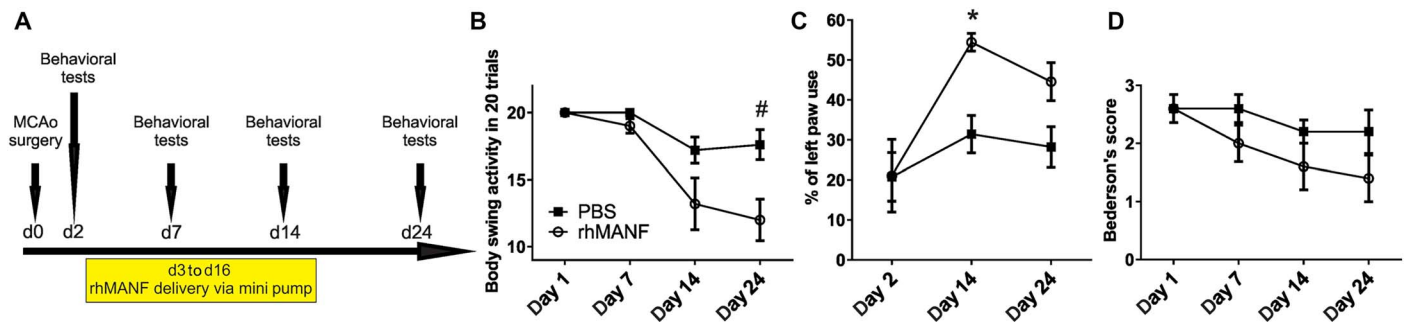 A
Behavioral
tests
MCAo
surgery
Behavioral
tests
Behavioral
tests
Behavioral
tests
d0
d2
d7
d14
d24
d3 to d16
rhMANF delivery via mini pump
B
Body swing activity in 20 trials
20
15
10
#
PBS
rhMANF
Day 1
Day 7
Day 14
Day 24
C
% of left paw use
60
50
40
30
20
10
0
*
Day 2
Day 14
Day 24
D
Bederson's score
3
2
1
0
Day 1
Day 7
Day 14
Day 24